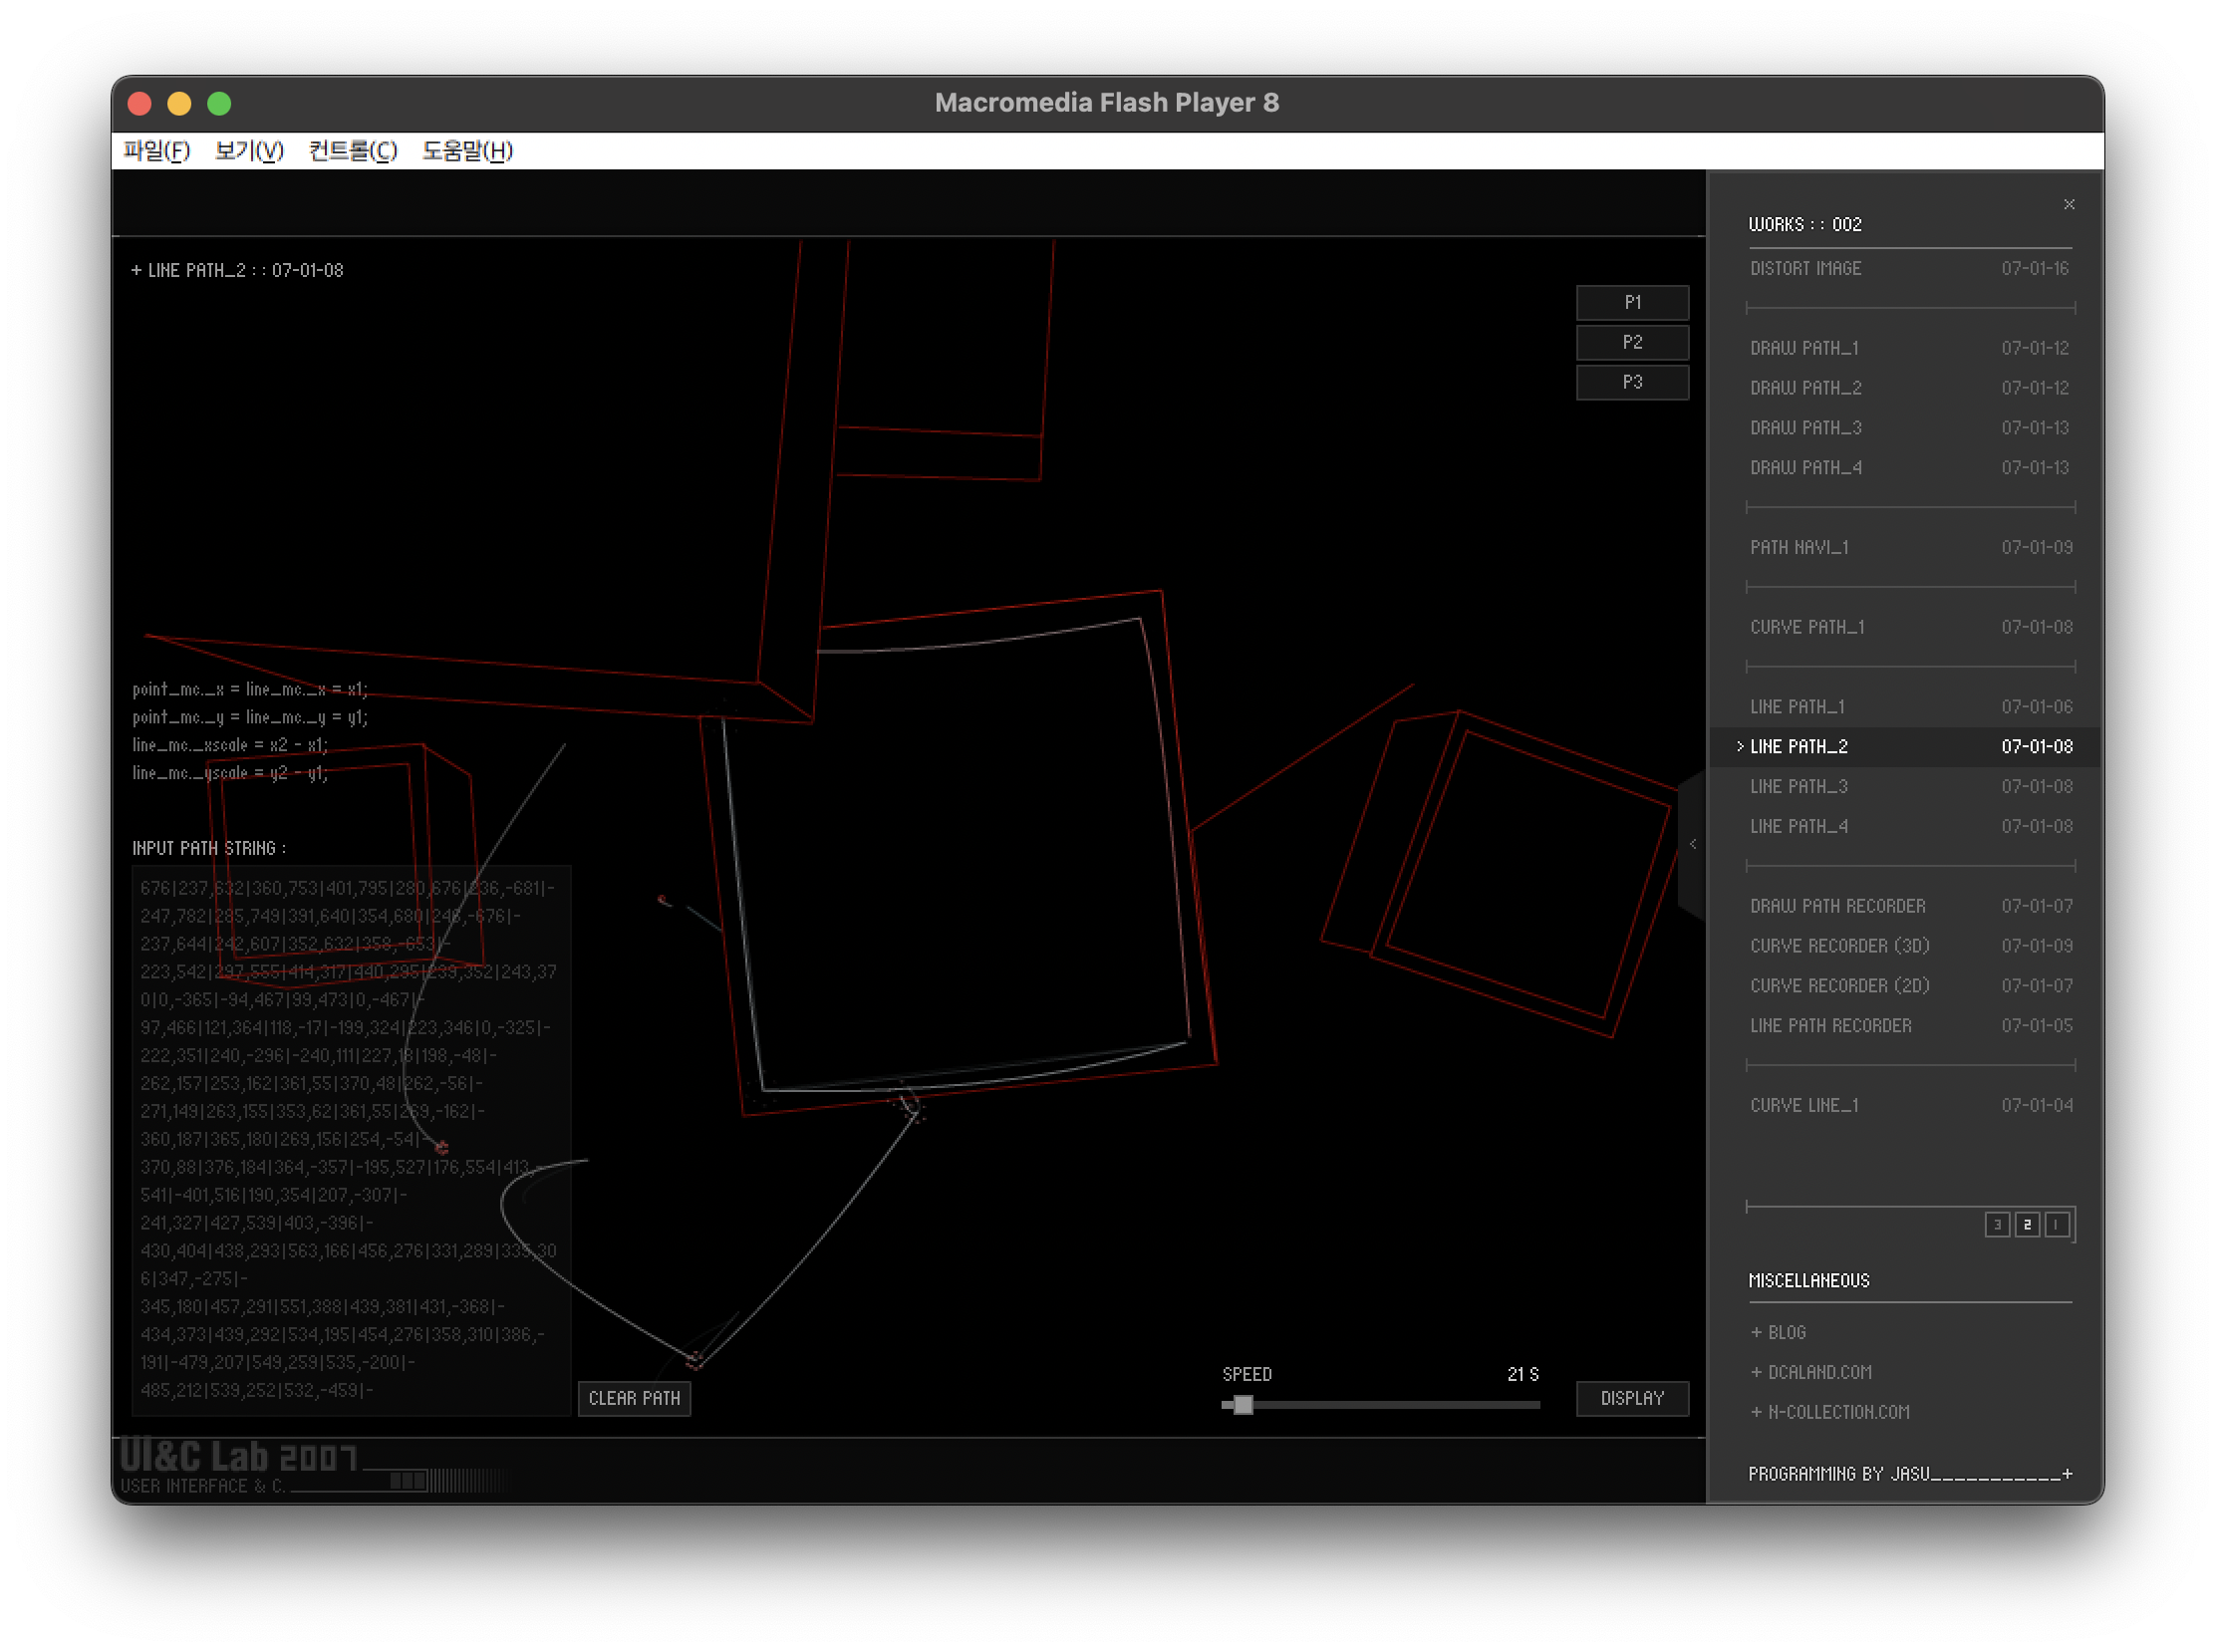 Macromedia Flash Player 8
파일(F) 보기(V) 컨트롤(C) 도움말(H)
+ LINE PATH_2 :: 07-01-08
P1
P2
P3
point_mc._x = line_mc._x = x1;
point_mc._y = line_mc._y = y1;
line_mc._xscale = x2 - x1;
line_mc._yscale = y2 - y1;
INPUT PATH STRING :
676|237,632|360,753|401,795|280,676|236,-681|-
247,782|285,749|391,640|354,680|246,-676|-
237,644|242,607|352,632|358,-653|-
223,542|297,555|414,317|440,295|239,352|243,37
0|0,-365|-94,467|99,473|0,-467|-
97,466|121,364|118,-17|-199,324|223,346|0,-325|-
222,351|240,-296|-240,111|227,18|198,-48|-
262,157|253,162|361,55|370,48|262,-56|-
271,149|263,155|353,62|361,55|269,-162|-
360,187|365,180|269,156|254,-54|-
370,88|376,184|364,-357|-195,527|176,554|413,-
541|-401,516|190,354|207,-307|-
241,327|427,539|403,-396|-
430,404|438,293|563,166|456,276|331,289|335,30
6|347,-275|-
345,180|457,291|551,388|439,381|431,-368|-
434,373|439,292|534,195|454,276|358,310|386,-
191|-479,207|549,259|535,-200|-
485,212|539,252|532,-459|-
CLEAR PATH
SPEED 21 S
DISPLAY
UI&C Lab 2007
USER INTERFACE & C.
×
WORKS :: 002
DISTORT IMAGE 07-01-16
DRAW PATH_1 07-01-12
DRAW PATH_2 07-01-12
DRAW PATH_3 07-01-13
DRAW PATH_4 07-01-13
PATH NAVI_1 07-01-09
CURVE PATH_1 07-01-08
LINE PATH_1 07-01-06
> LINE PATH_2 07-01-08
LINE PATH_3 07-01-08
LINE PATH_4 07-01-08
<
DRAW PATH RECORDER 07-01-07
CURVE RECORDER (3D) 07-01-09
CURVE RECORDER (2D) 07-01-07
LINE PATH RECORDER 07-01-05
CURVE LINE_1 07-01-04
3 2 1
MISCELLANEOUS
+ BLOG
+ DCALAND.COM
+ N-COLLECTION.COM
PROGRAMMING BY JASU___________+